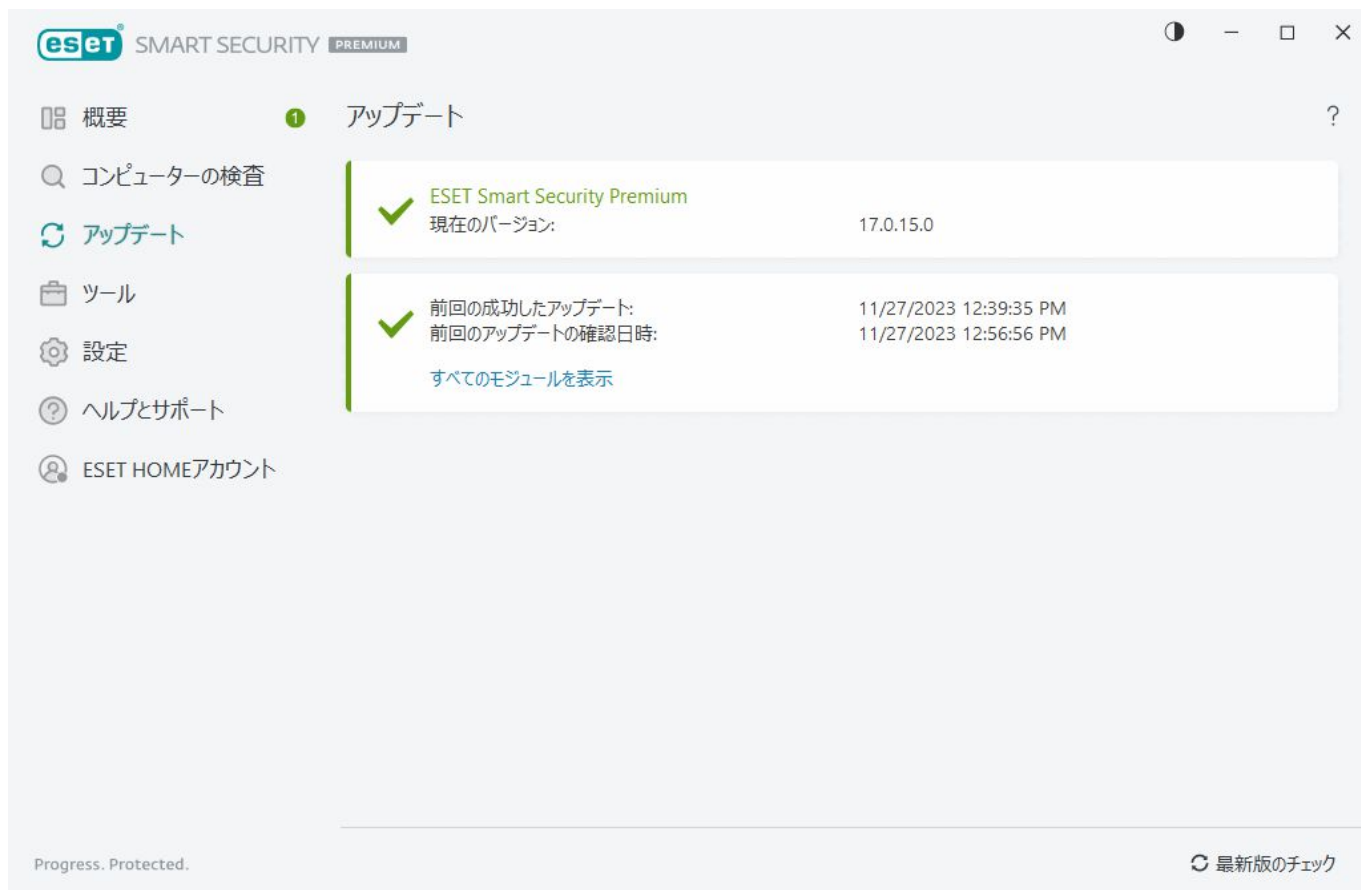 eset SMART SECURITY PREMIUM
概要 1
コンピューターの検査
アップデート
ツール
設定
ヘルプとサポート
ESET HOMEアカウント
アップデート ?
ESET Smart Security Premium
現在のバージョン: 17.0.15.0
前回の成功したアップデート: 11/27/2023 12:39:35 PM
前回のアップデートの確認日時: 11/27/2023 12:56:56 PM
すべてのモジュールを表示
Progress. Protected.
最新版のチェック